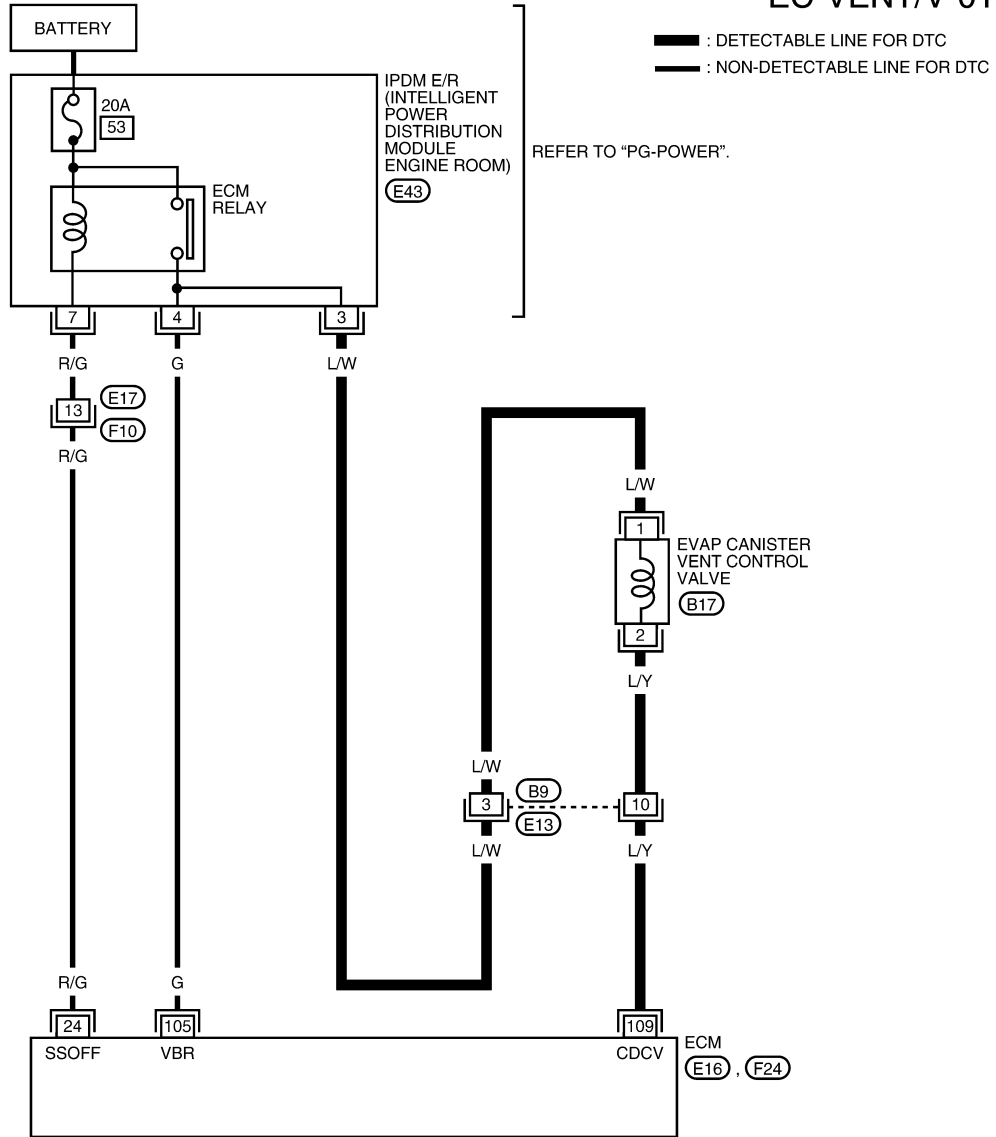 EC-VENT/V-01
BATTERY
: DETECTABLE LINE FOR DTC
: NON-DETECTABLE LINE FOR DTC
20A
53
IPDM E/R
(INTELLIGENT
POWER
DISTRIBUTION
MODULE
ENGINE ROOM)
E43
REFER TO “PG-POWER”.
ECM
RELAY
7
4
3
R/G
G
L/W
13
E17
F10
R/G
L/W
1
EVAP CANISTER
VENT CONTROL
VALVE
B17
2
L/Y
L/W
3
B9
E13
10
L/W
L/Y
R/G
G
24
105
109
SSOFF
VBR
CDCV
ECM
E16 , F24